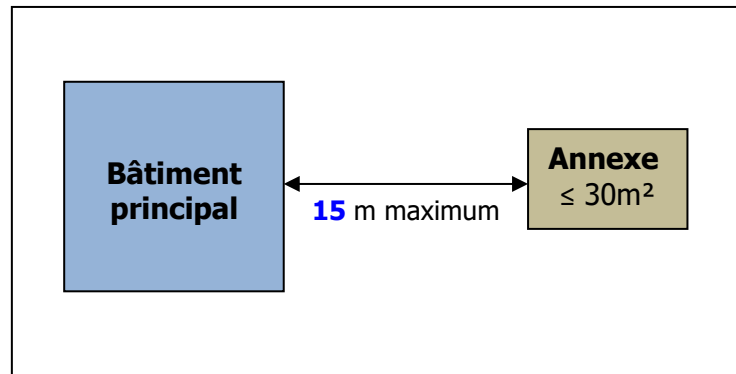 Bâtiment
principal
15 m maximum
Annexe
≤ 30m²